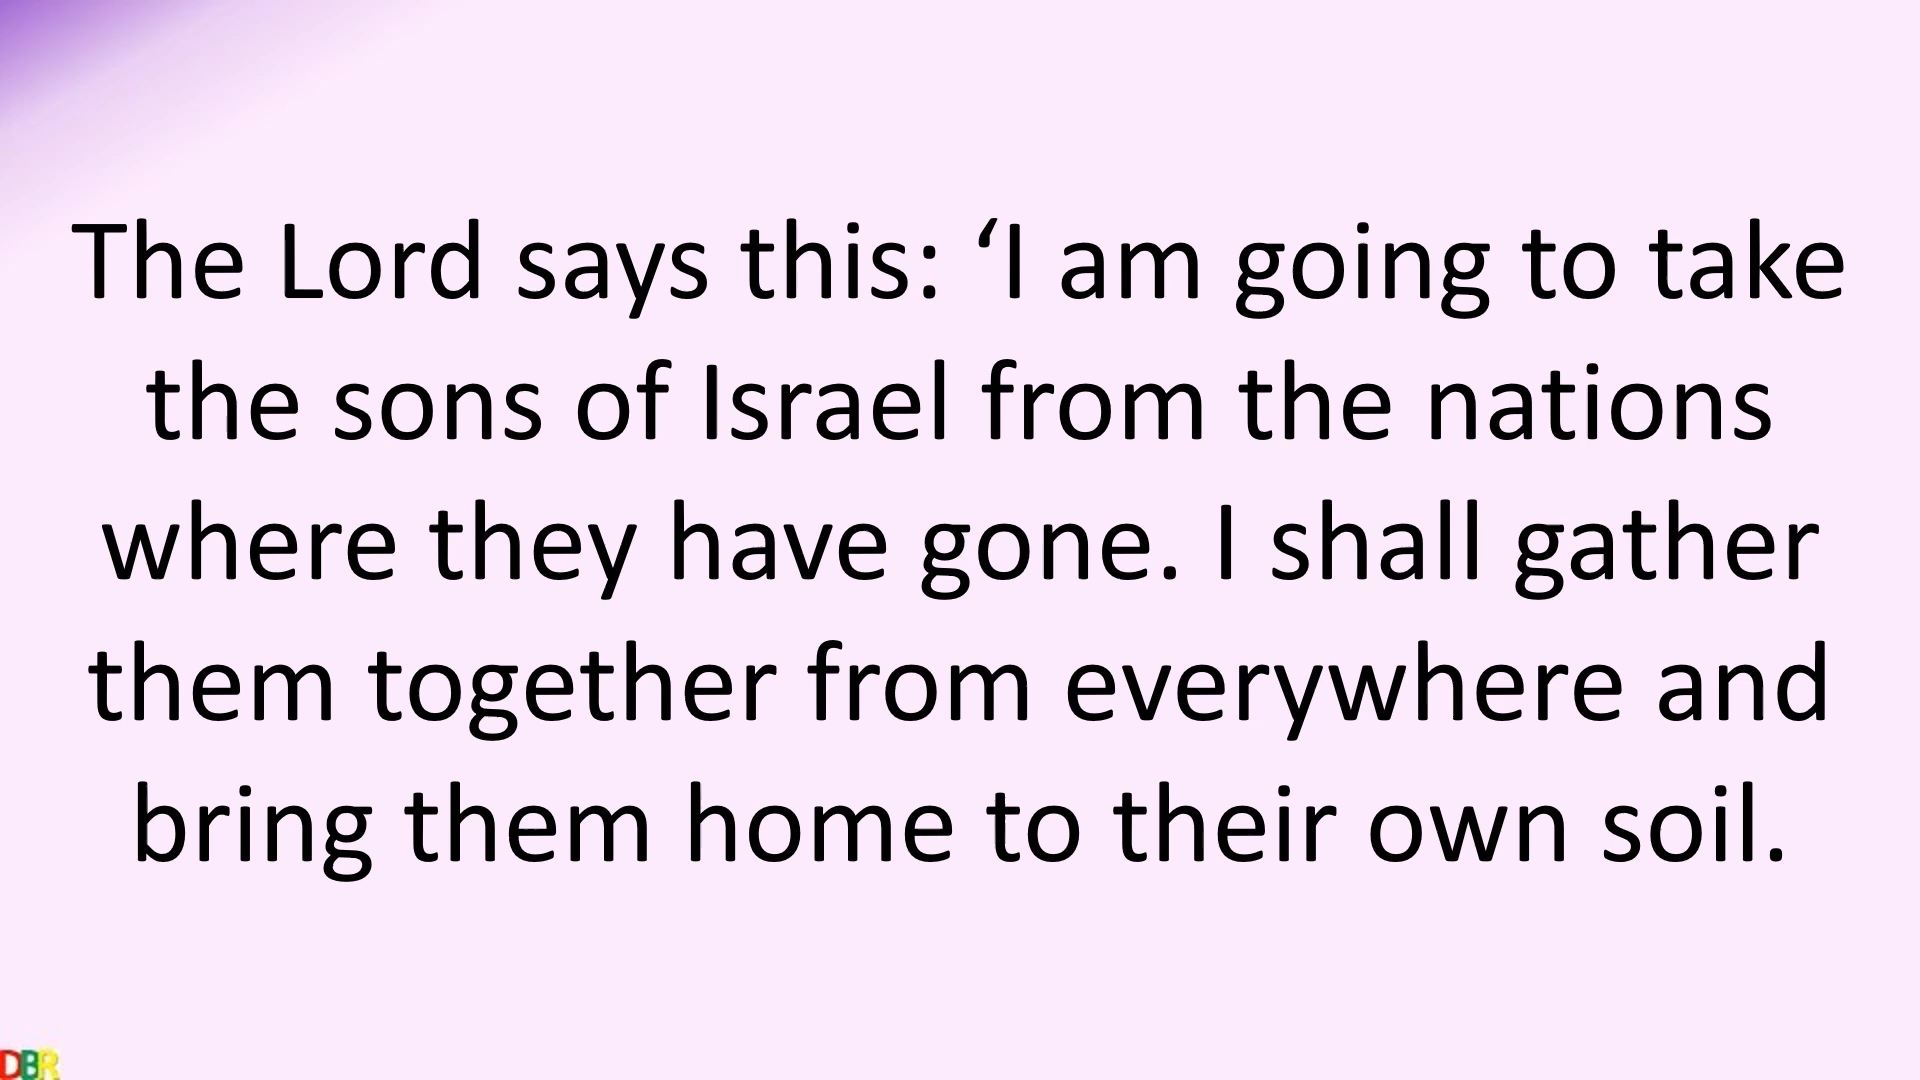 The Lord says this: ‘I am going to take
the sons of Israel from the nations
where they have gone. I shall gather
them together from everywhere and
bring them home to their own soil.
DBR